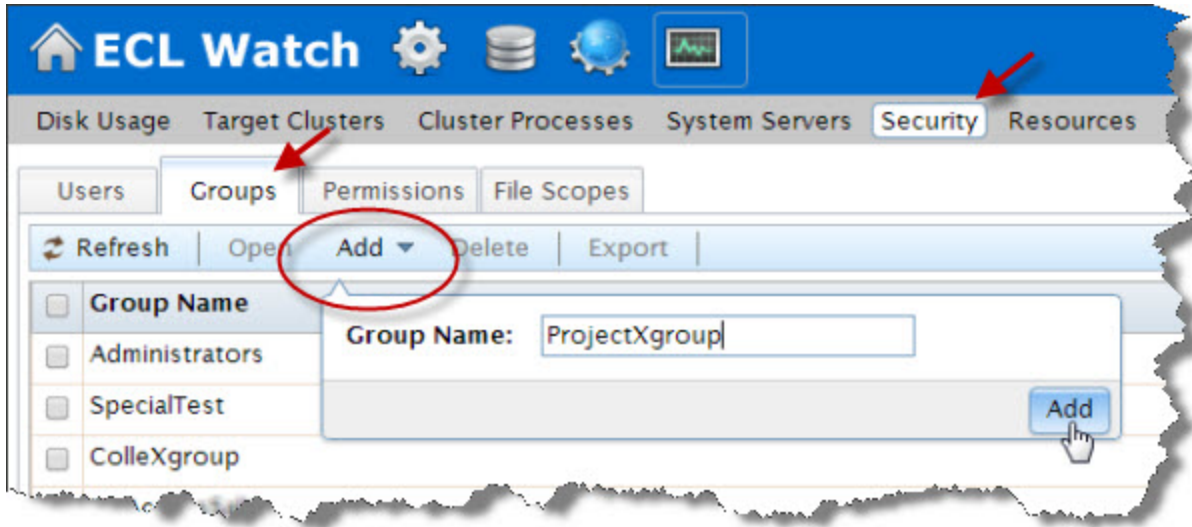 ECL Watch
Disk Usage Target Clusters Cluster Processes System Servers Security Resources
Users Groups Permissions File Scopes
Refresh Open Add Delete Export
Group Name
Group Name: ProjectXgroup
Administrators
SpecialTest
Add
ColleXgroup